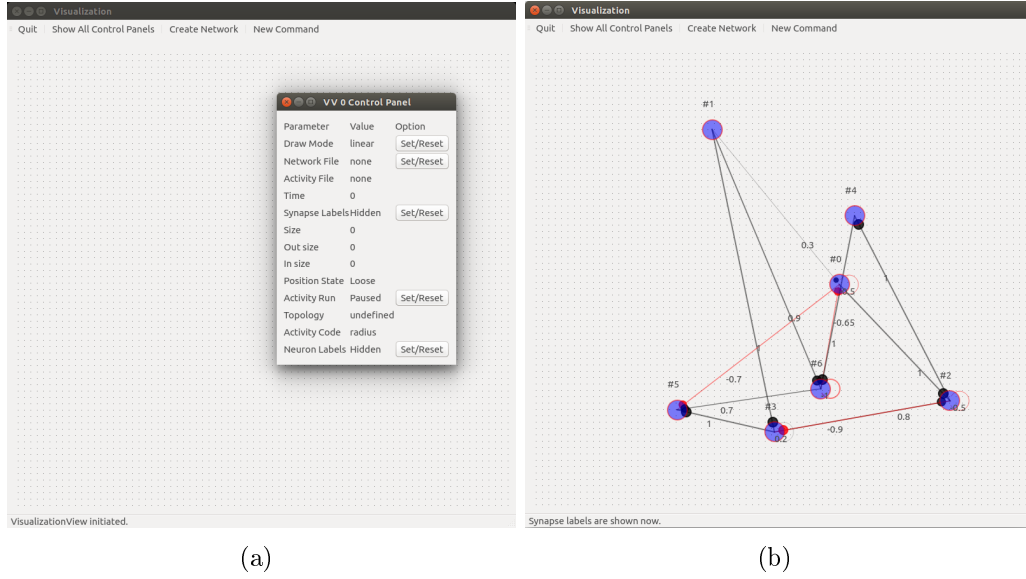 Visualization
Quit Show All Control Panels Create Network New Command
V V 0 Control Panel
Parameter Value Option
Draw Mode linear Set/Reset
Network File none Set/Reset
Activity File none
Time 0
Synapse Labels Hidden Set/Reset
Size 0
Out size 0
In size 0
Position State Loose
Activity Run Paused Set/Reset
Topology undefined
Activity Code radius
Neuron Labels Hidden Set/Reset
VisualizationView initiated.
(a)
Visualization
Quit Show All Control Panels Create Network New Command
#1
#4
0.3
#0
1
0.9
-0.65
1
1
#6
-0.7
1
#2
#5
0.7
#3
0.8
1
-0.9
0.2
Synapse labels are shown now.
(b)